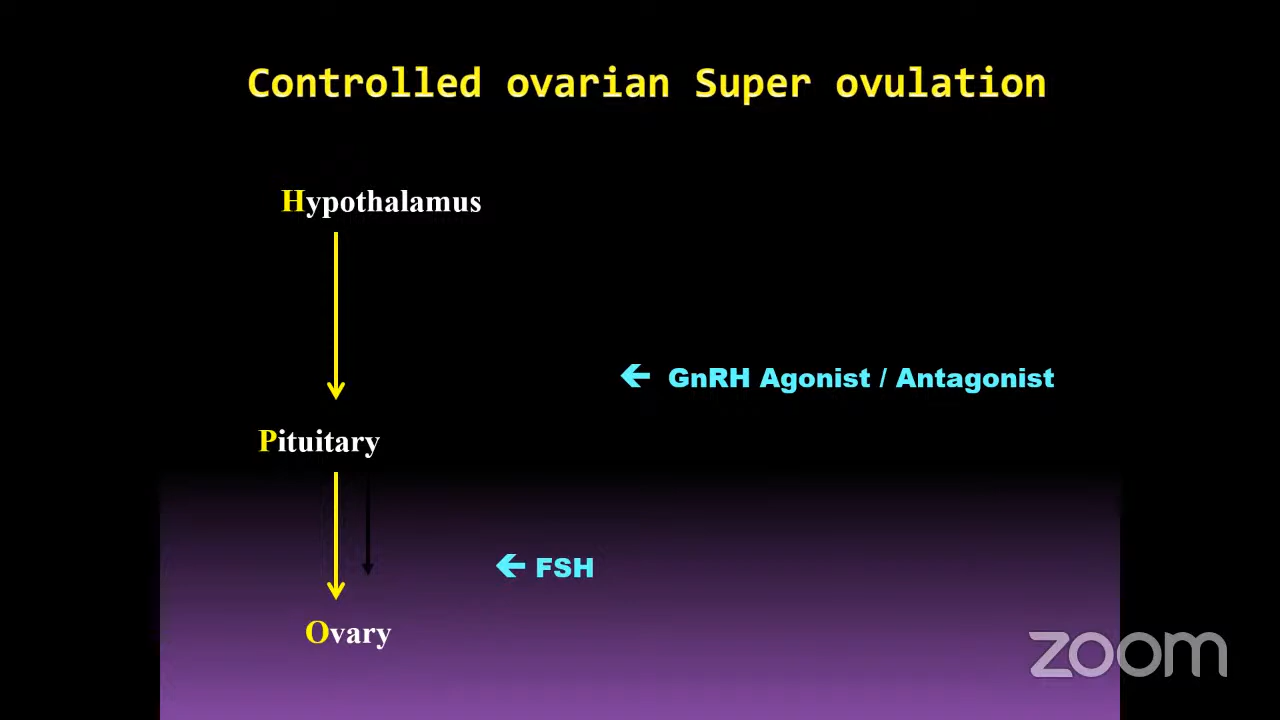 Controlled ovarian Super ovulation
Hypothalamus
← GnRH Agonist / Antagonist
Pituitary
← FSH
Ovary
zoom